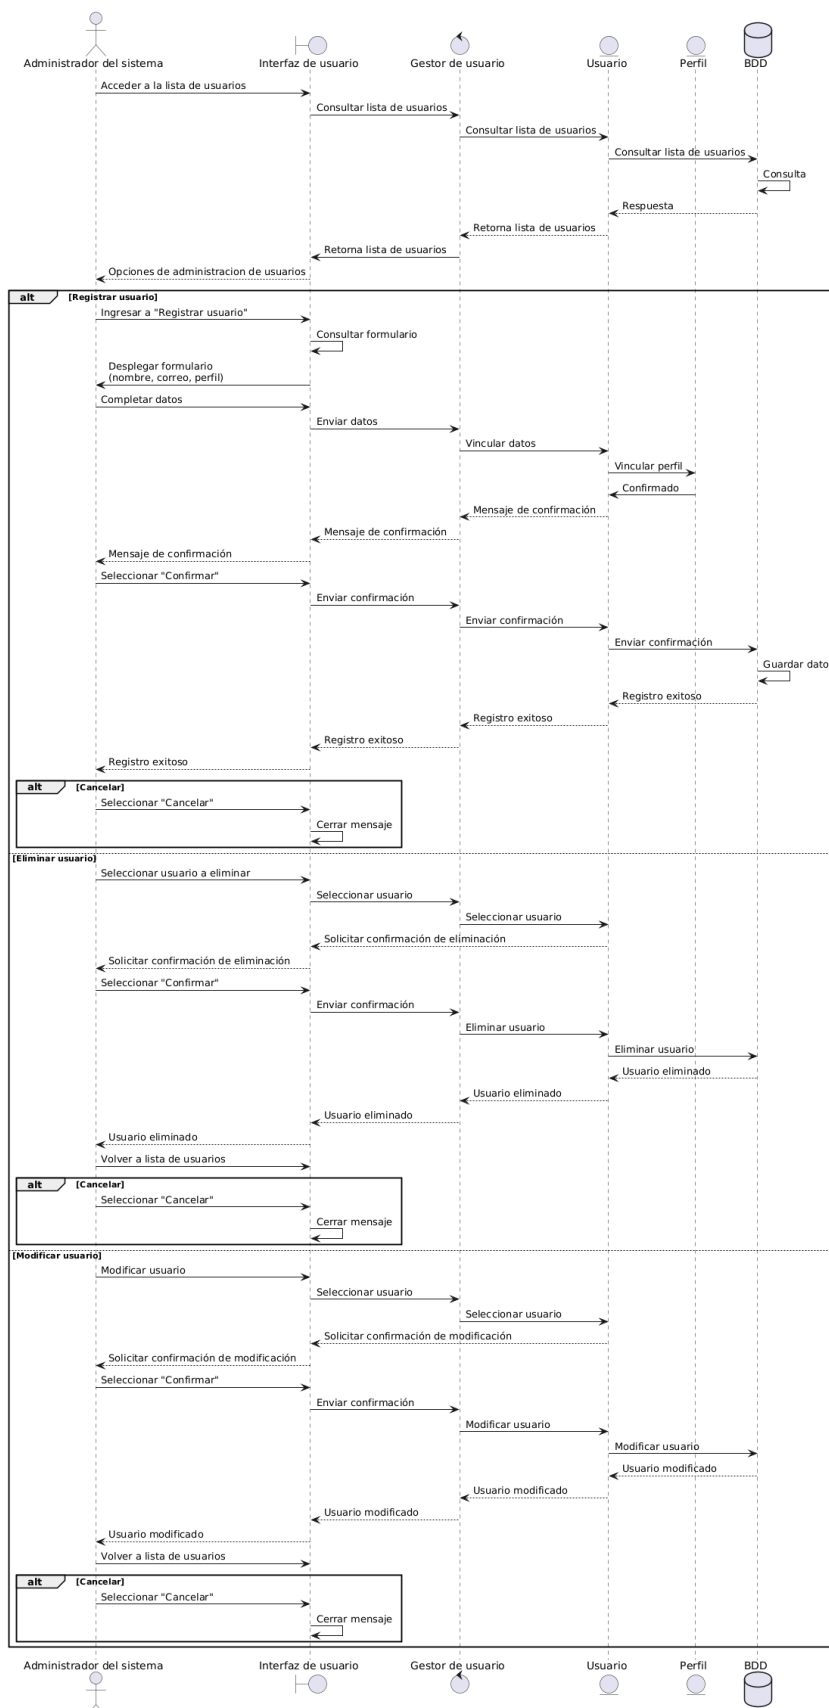 Administrador del sistema
Interfaz de usuario
Gestor de usuario
Usuario
Perfil
BDD
Acceder a la lista de usuarios
Consultar lista de usuarios
Consultar lista de usuarios
Consultar lista de usuarios
Consulta
Respuesta
Retorna lista de usuarios
Retorna lista de usuarios
Opciones de administracion de usuarios
alt [Registrar usuario]
Ingresar a "Registrar usuario"
Consultar formulario
Desplegar formulario
(nombre, correo, perfil)
Completar datos
Enviar datos
Vincular datos
Vincular perfil
Confirmado
Mensaje de confirmación
Mensaje de confirmación
Mensaje de confirmación
Seleccionar "Confirmar"
Enviar confirmación
Enviar confirmación
Enviar confirmación
Guardar dato
Registro exitoso
Registro exitoso
Registro exitoso
Registro exitoso
alt [Cancelar]
Seleccionar "Cancelar"
Cerrar mensaje
[Eliminar usuario]
Seleccionar usuario a eliminar
Seleccionar usuario
Seleccionar usuario
Solicitar confirmación de eliminación
Solicitar confirmación de eliminación
Seleccionar "Confirmar"
Enviar confirmación
Eliminar usuario
Eliminar usuario
Usuario eliminado
Usuario eliminado
Usuario eliminado
Usuario eliminado
Volver a lista de usuarios
alt [Cancelar]
Seleccionar "Cancelar"
Cerrar mensaje
[Modificar usuario]
Modificar usuario
Seleccionar usuario
Seleccionar usuario
Solicitar confirmación de modificación
Solicitar confirmación de modificación
Seleccionar "Confirmar"
Enviar confirmación
Modificar usuario
Modificar usuario
Usuario modificado
Usuario modificado
Usuario modificado
Usuario modificado
Volver a lista de usuarios
alt [Cancelar]
Seleccionar "Cancelar"
Cerrar mensaje
Administrador del sistema
Interfaz de usuario
Gestor de usuario
Usuario
Perfil
BDD